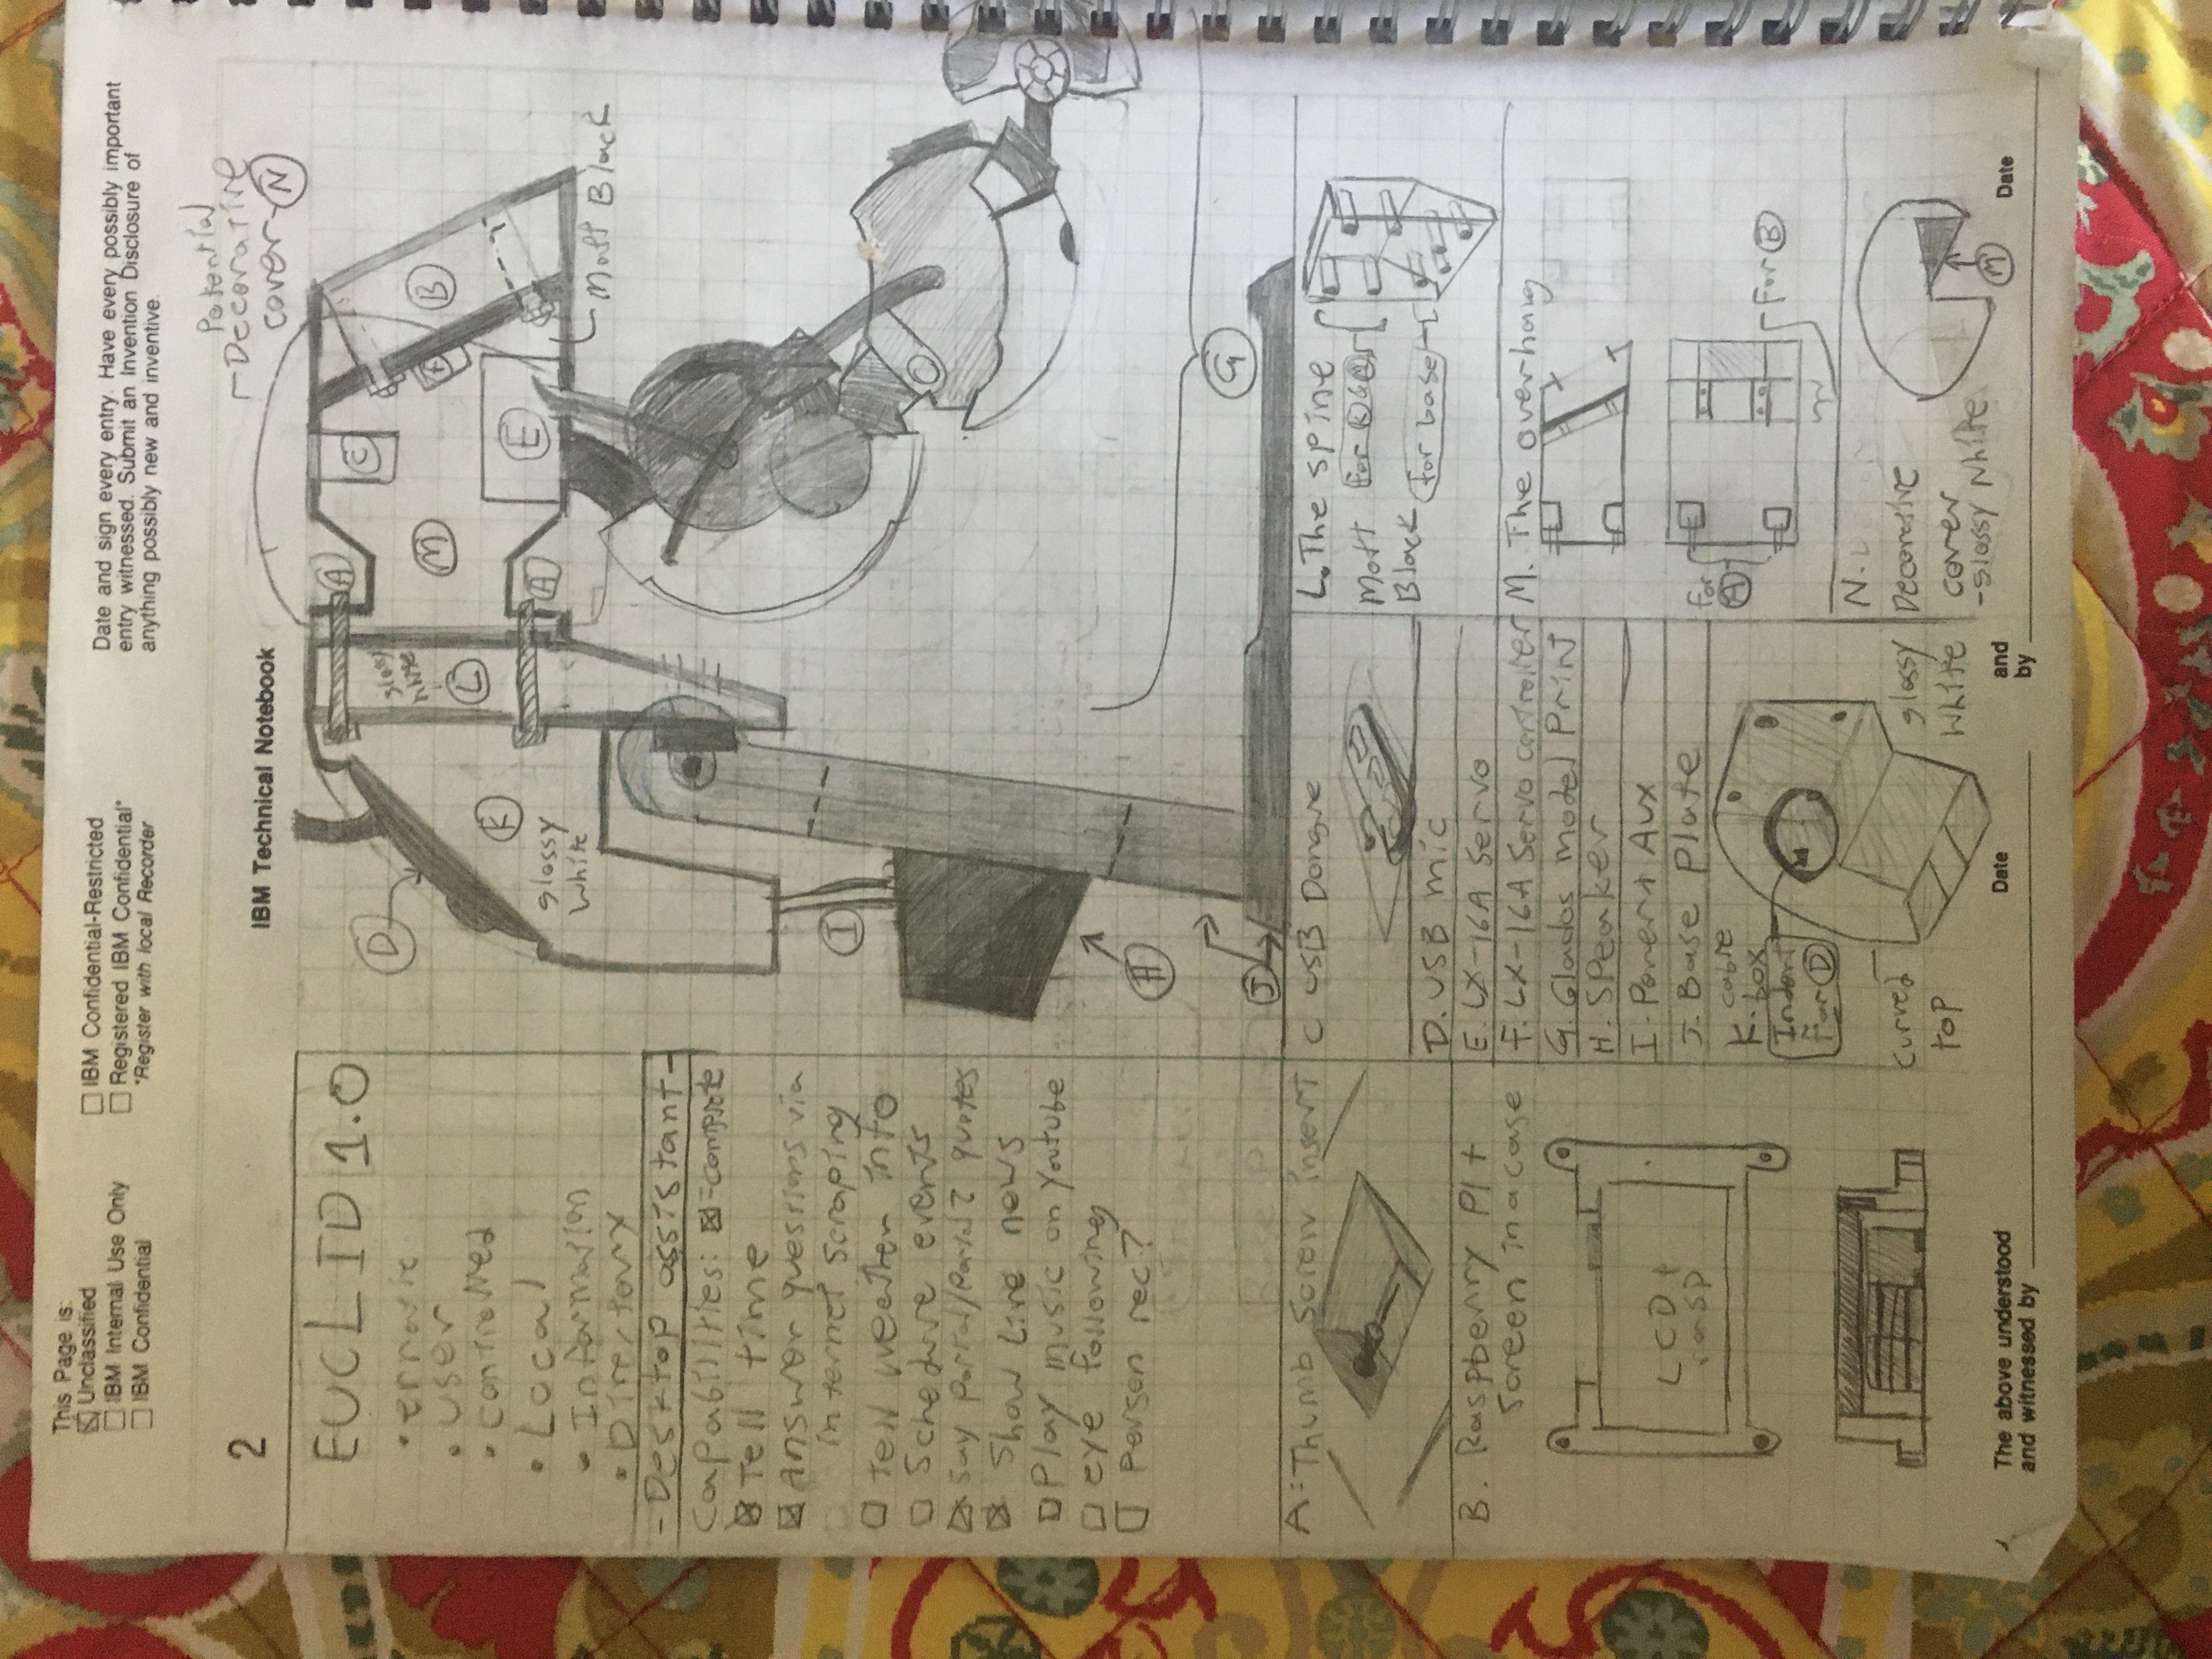 This Page is:
Unclassified
IBM Internal Use Only
IBM Confidential
IBM Confidential-Restricted
Registered IBM Confidential*
*Register with local Recorder
Date and sign every entry. Have every possibly important
entry witnessed. Submit an Invention Disclosure of
anything possibly new and inventive.
2
IBM Technical Notebook
Potential
Decorative
cover N
EUCLID 1.0
• erratic
• user
• controlled
• Local
- Information
• Directory
- Desktop assistant -
Capabilities: ☒ = complete
☒ Tell time
☒ Answer questions via
internet scraping
☐ tell weather info
☐ Schedule events
☒ Say Portal/Portal 2 quotes
☒ Show Live news
☐ Play music on Youtube
☐ eye following
☐ Person rec?
D
A
C
glossy
white
L
M
B
K
glossy
white
E
A
Matt Black
I
H
J
G
A: Thumb Screw insert
B. Raspberry PI +
Screen in a case
LCD +
rasp
C USB Dongle
D. USB mic
E. LX-16A Servo
F. LX-16A Servo controller
G. Glados model Print
H. Speaker
I. Power + Aux
J. Base Plate
K. cable
box
Indent
for D
curved
top
glossy
white
L. The spine
Matt
Black
for K & M
for base
M. The overhang
for
A
For B
N.
Decorative
cover
- glossy White
M
The above understood
and witnessed by
Date
and
by
Date